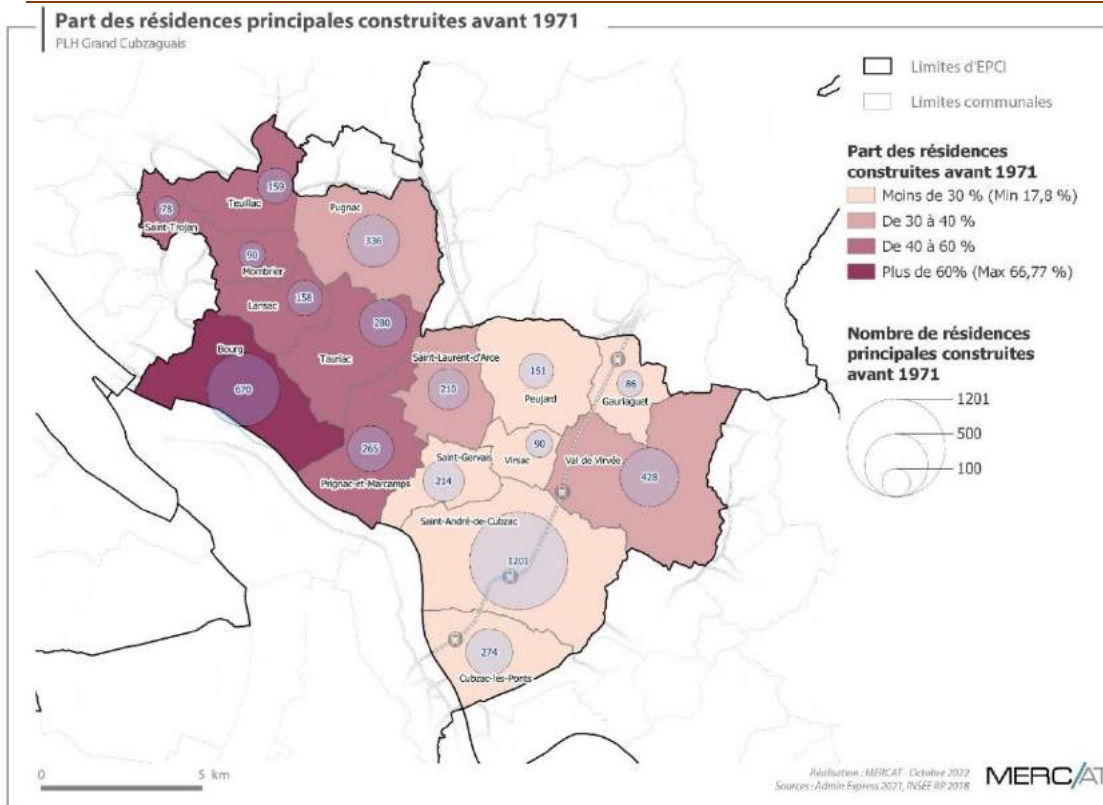 Part des résidences principales construites avant 1971
PLH Grand Cubzaguais
Limites d'EPCI
Limites communales
Part des résidences
construites avant 1971
Moins de 30 % (Min 17,8 %)
De 30 à 40 %
De 40 à 60 %
Plus de 60% (Max 66,77 %)
Nombre de résidences
principales construites
avant 1971
1201
500
100
159
Teuillac
78
Saint-Trojan
Pugnac
336
90
Mombrier
158
Lansac
280
Tauriac
Bourg
670
Saint-Laurent-d'Arce
210
151
Peujard
86
Gauriaguet
265
Prignac-et-Marcamps
Saint-Gervais
214
90
Virsac
Val de Virvée
428
Saint-André-de-Cubzac
1201
274
Cubzac-les-Ponts
0 5 km
Réalisation : MERCAT - Octobre 2022
Sources : Admin Express 2021, INSEE RP 2018
MERC/AT